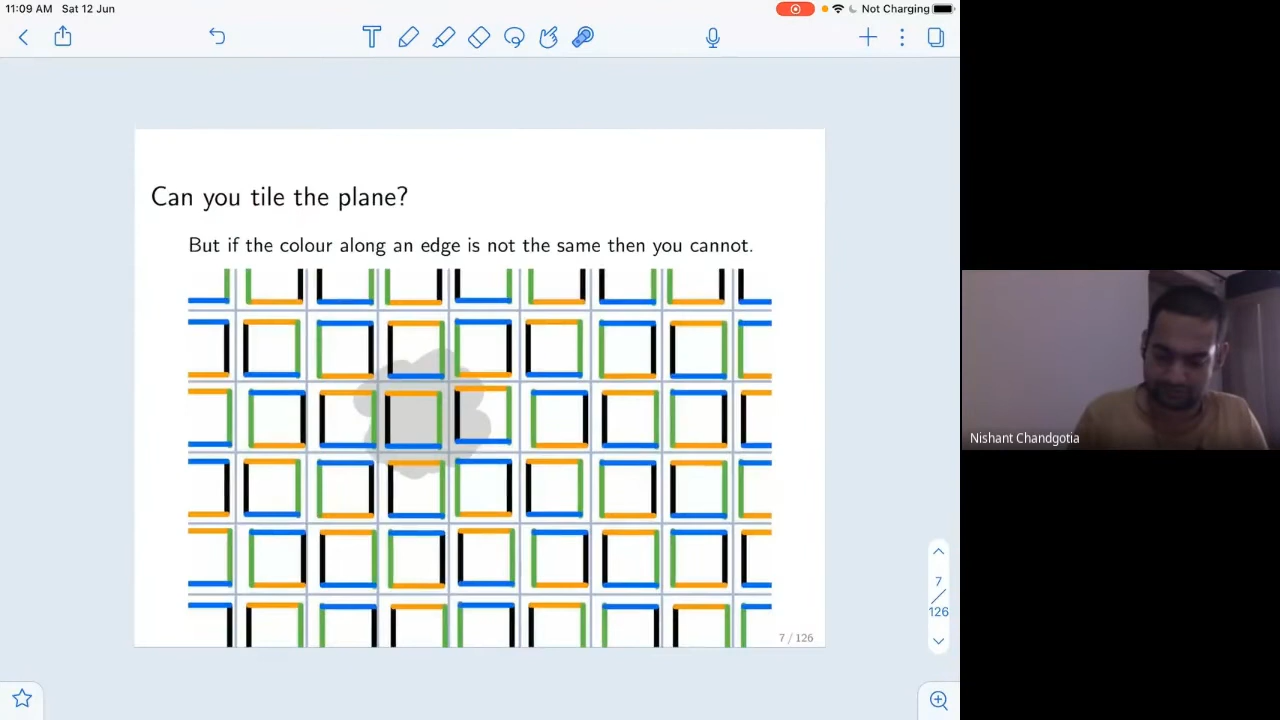 11:09 AM Sat 12 Jun
Not Charging
T
Can you tile the plane?
But if the colour along an edge is not the same then you cannot.
Nishant Chandgotia
7
126
7 / 126